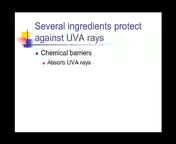 Several ingredients protect
against UVA rays
Chemical barriers
Absorb UVA rays